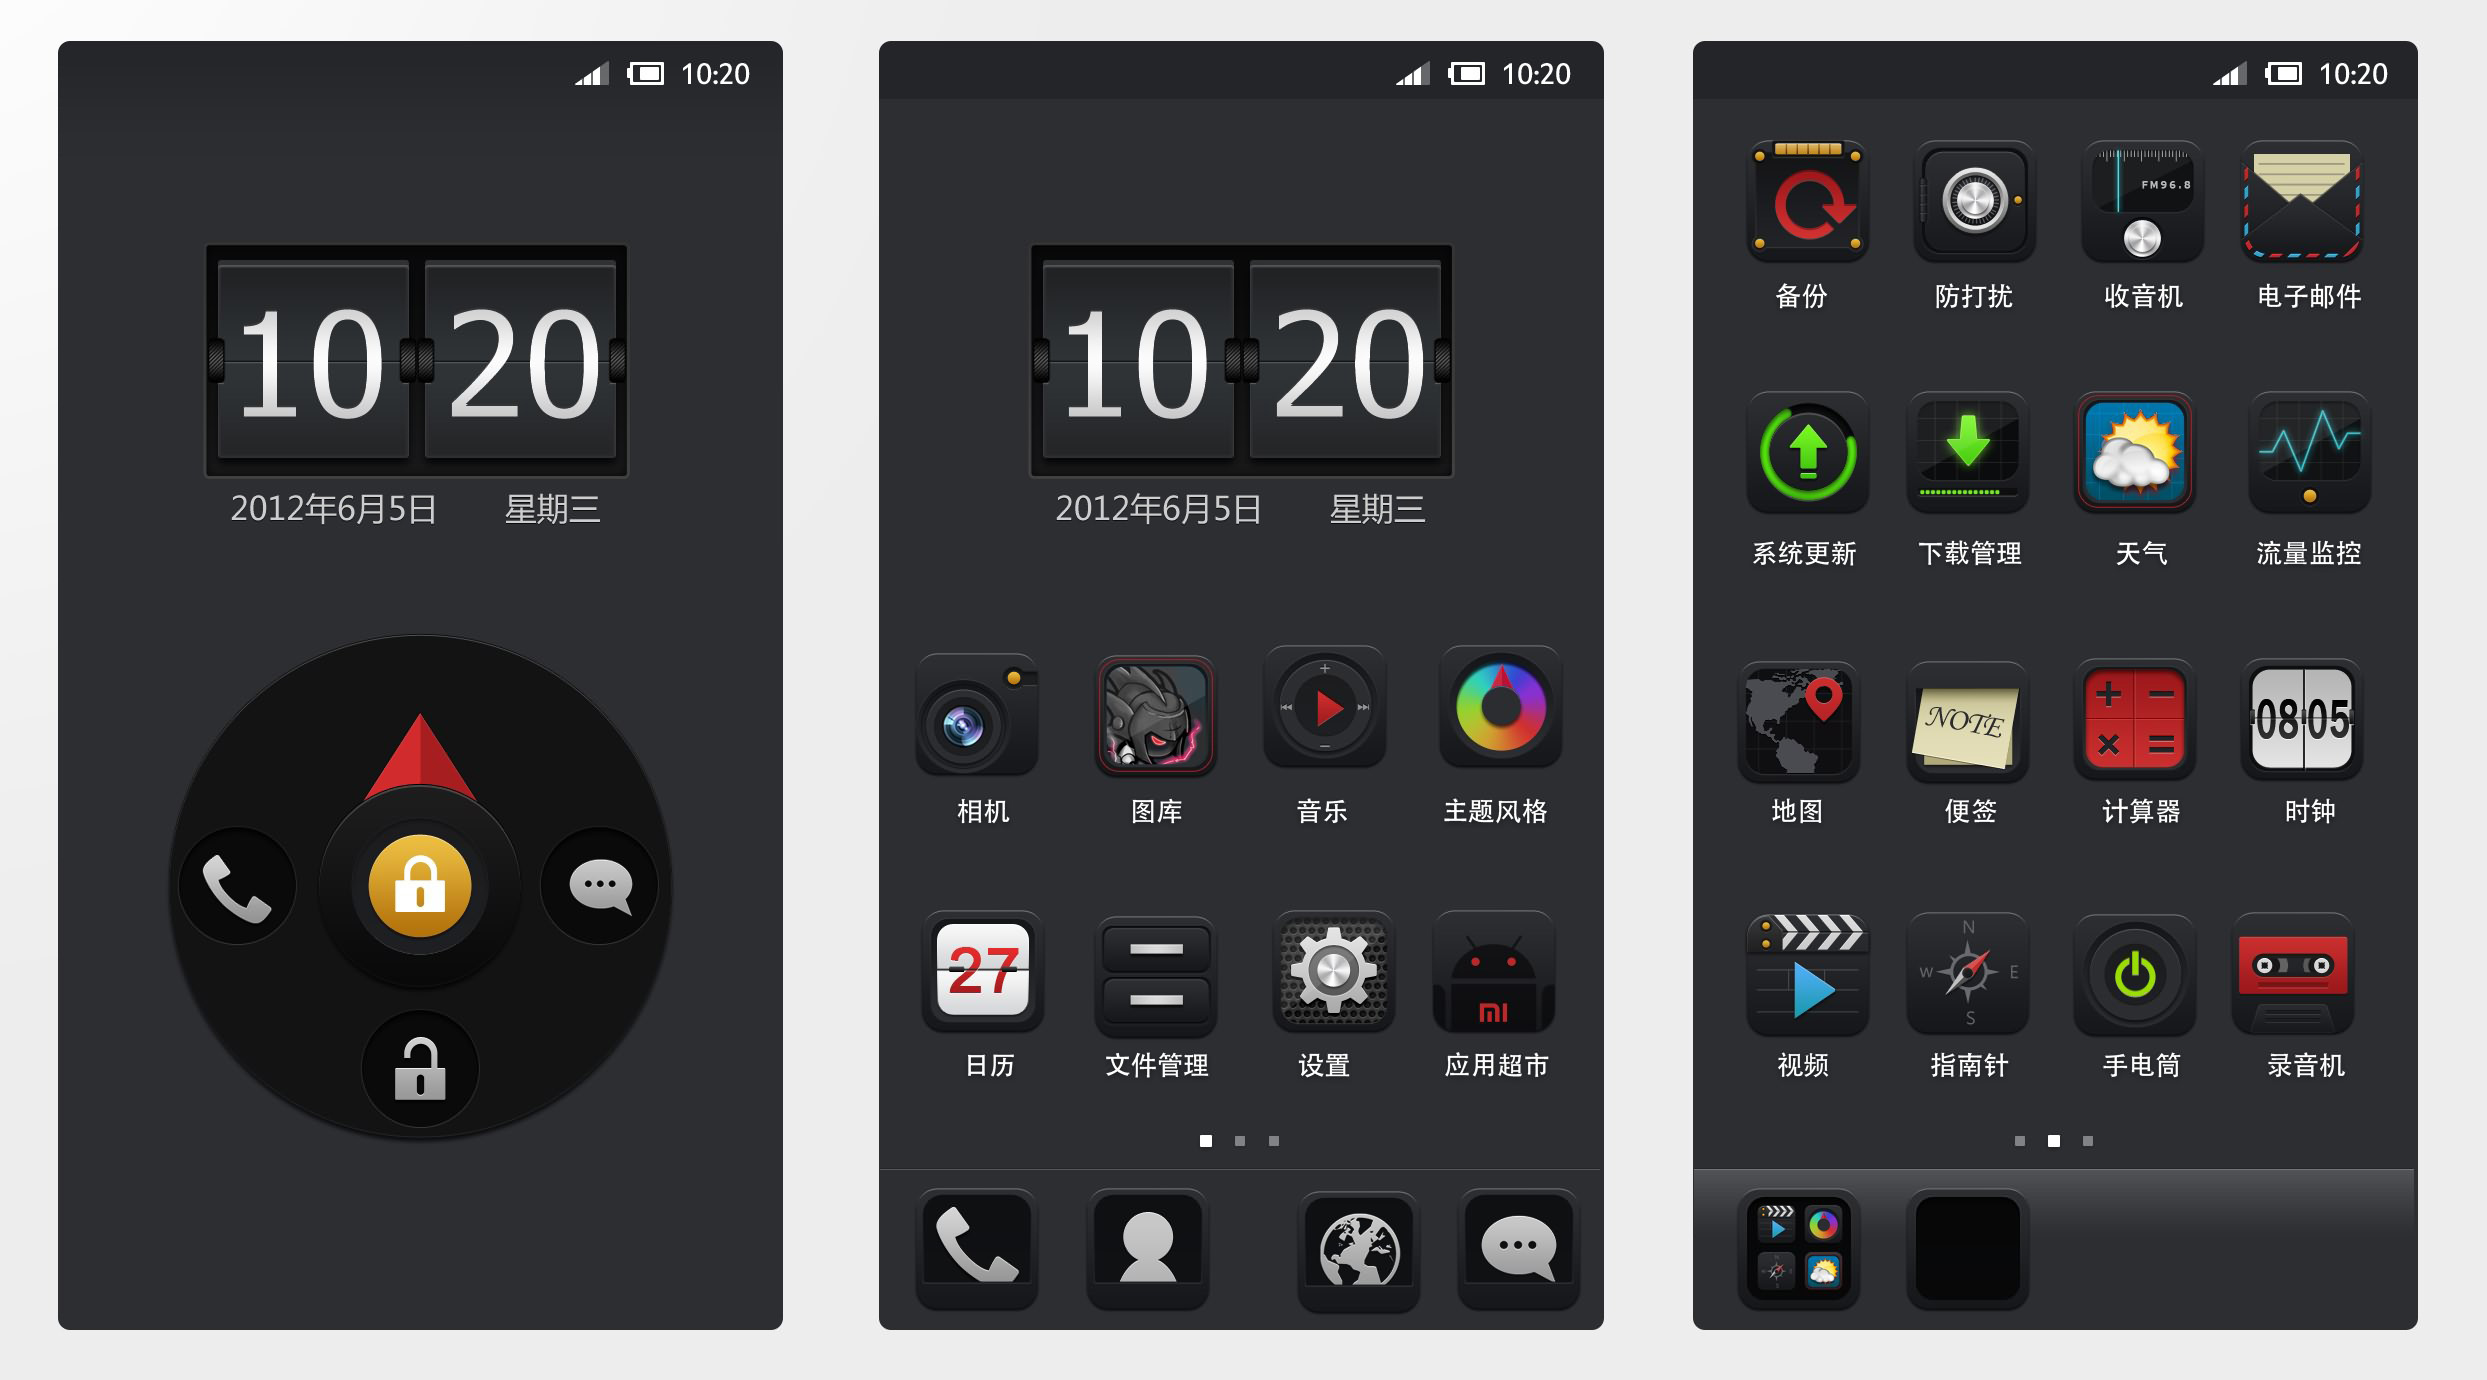 10:20
10 20
2012年6月5日 星期三
10:20
10 20
2012年6月5日 星期三
相机 图库 音乐 主题风格
27
MI
日历 文件管理 设置 应用超市
10:20
FM96.8
备份 防打扰 收音机 电子邮件
系统更新 下载管理 天气 流量监控
NOTE
08 05
地图 便签 计算器 时钟
N
W E
S
视频 指南针 手电筒 录音机